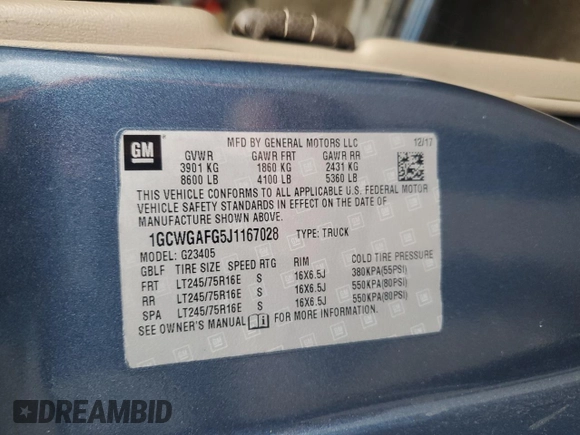 GM
MFD BY GENERAL MOTORS LLC 12/17
GVWR GAWR FRT GAWR RR
3901 KG 1860 KG 2431 KG
8600 LB 4100 LB 5360 LB
THIS VEHICLE CONFORMS TO ALL APPLICABLE U.S. FEDERAL MOTOR
VEHICLE SAFETY STANDARDS IN EFFECT ON THE DATE OF
MANUFACTURE SHOWN ABOVE.
1GCWGAFG5J1167028 TYPE: TRUCK
MODEL: G23405
GBLF TIRE SIZE SPEED RTG RIM COLD TIRE PRESSURE
FRT LT245/75R16E S 16X6.5J 380KPA(55PSI)
RR LT245/75R16E S 16X6.5J 550KPA(80PSI)
SPA LT245/75R16E S 16X6.5J 550KPA(80PSI)
SEE OWNER'S MANUAL FOR MORE INFORMATION.
DREAMBID